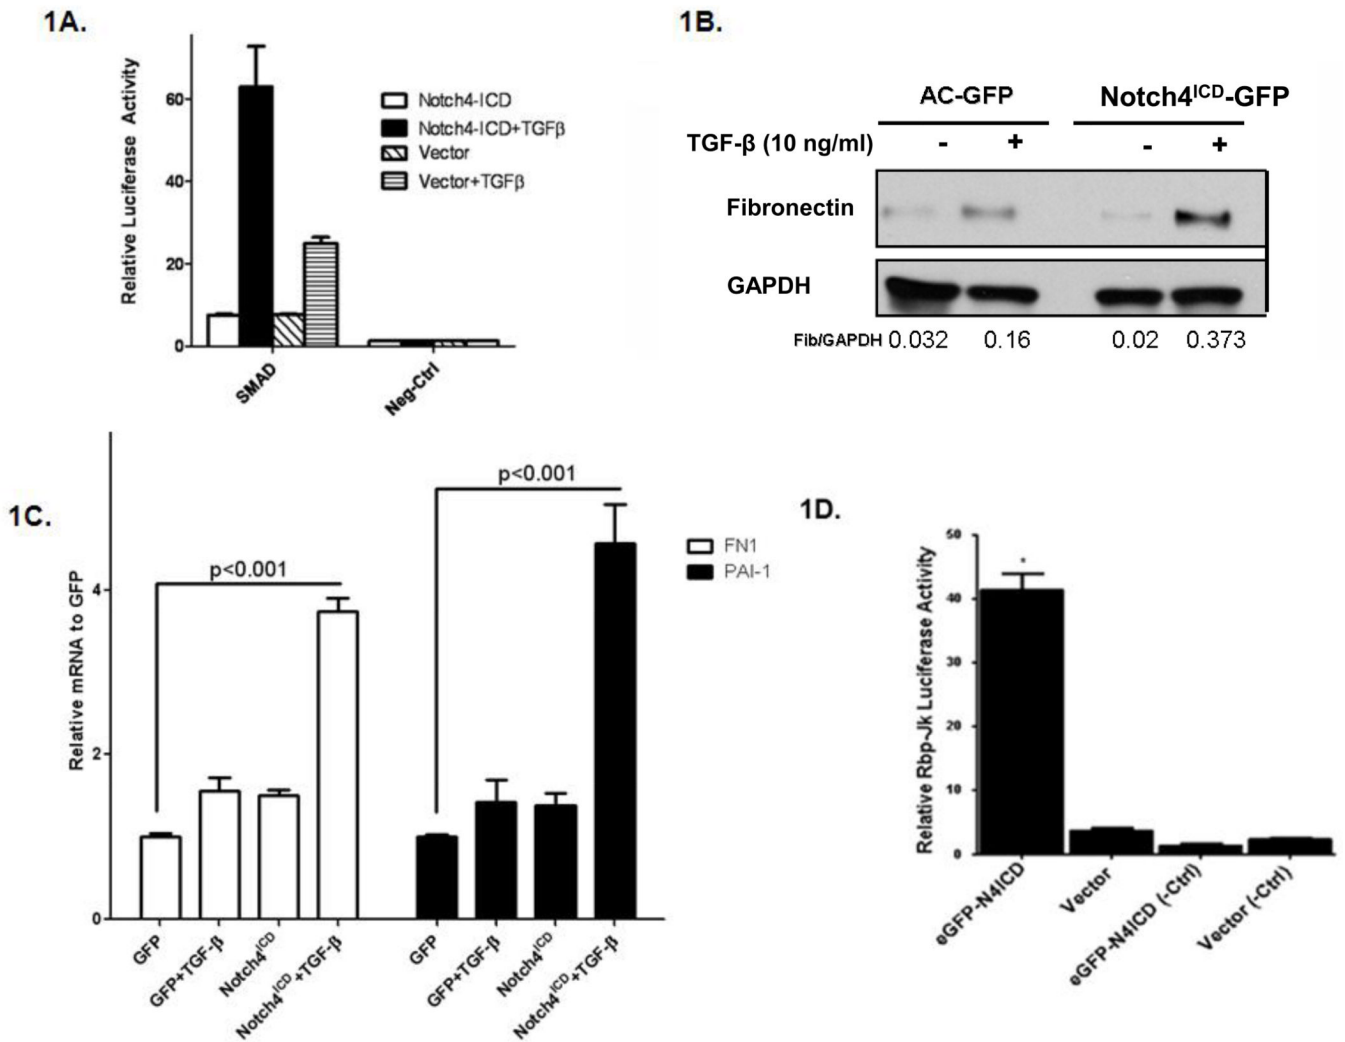 1A.
Relative Luciferase Activity
60
40
20
0
SMAD
Neg-Ctrl
Notch4-ICD
Notch4-ICD+TGFβ
Vector
Vector+TGFβ
1B.
AC-GFP Notch4ICD-GFP
TGF-β (10 ng/ml) - + - +
Fibronectin
GAPDH
Fib/GAPDH 0.032 0.16 0.02 0.373
1C.
Relative mRNA to GFP
4
2
0
p<0.001
p<0.001
FN1
PAI-1
GFP
GFP+TGF-β
Notch4ICD
Notch4ICD+TGF-β
GFP
GFP+TGF-β
Notch4ICD
Notch4ICD+TGF-β
1D.
Relative Rbp-Jk Luciferase Activity
50
40
30
20
10
0
*
eGFP-N4ICD
Vector
eGFP-N4ICD (-Ctrl)
Vector (-Ctrl)